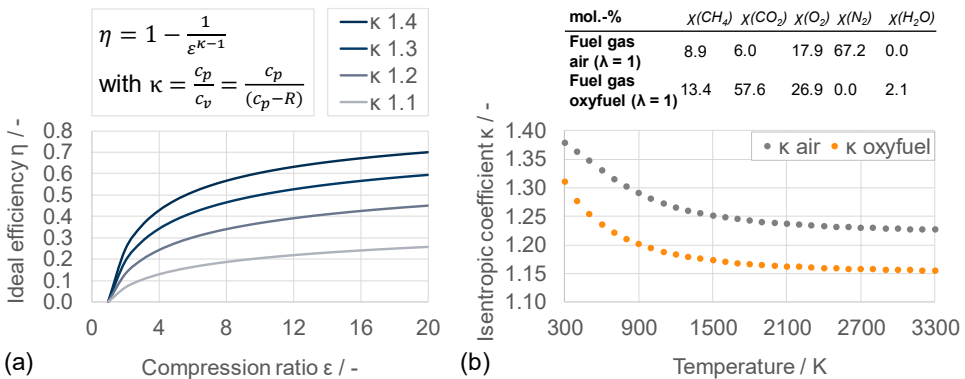 η = 1 − 1/ε^(κ−1)
with κ = c_p/c_v = c_p/(c_p−R)
κ 1.4
κ 1.3
κ 1.2
κ 1.1
Ideal efficiency η / -
0.8
0.7
0.6
0.5
0.4
0.3
0.2
0.1
0.0
0 4 8 12 16 20
(a) Compression ratio ε / -
mol.-% χ(CH₄) χ(CO₂) χ(O₂) χ(N₂) χ(H₂O)
Fuel gas
air (λ = 1) 8.9 6.0 17.9 67.2 0.0
Fuel gas
oxyfuel (λ = 1) 13.4 57.6 26.9 0.0 2.1
Isentropic coefficient κ / -
1.40
1.35
1.30
1.25
1.20
1.15
1.10
κ air κ oxyfuel
300 900 1500 2100 2700 3300
(b) Temperature / K